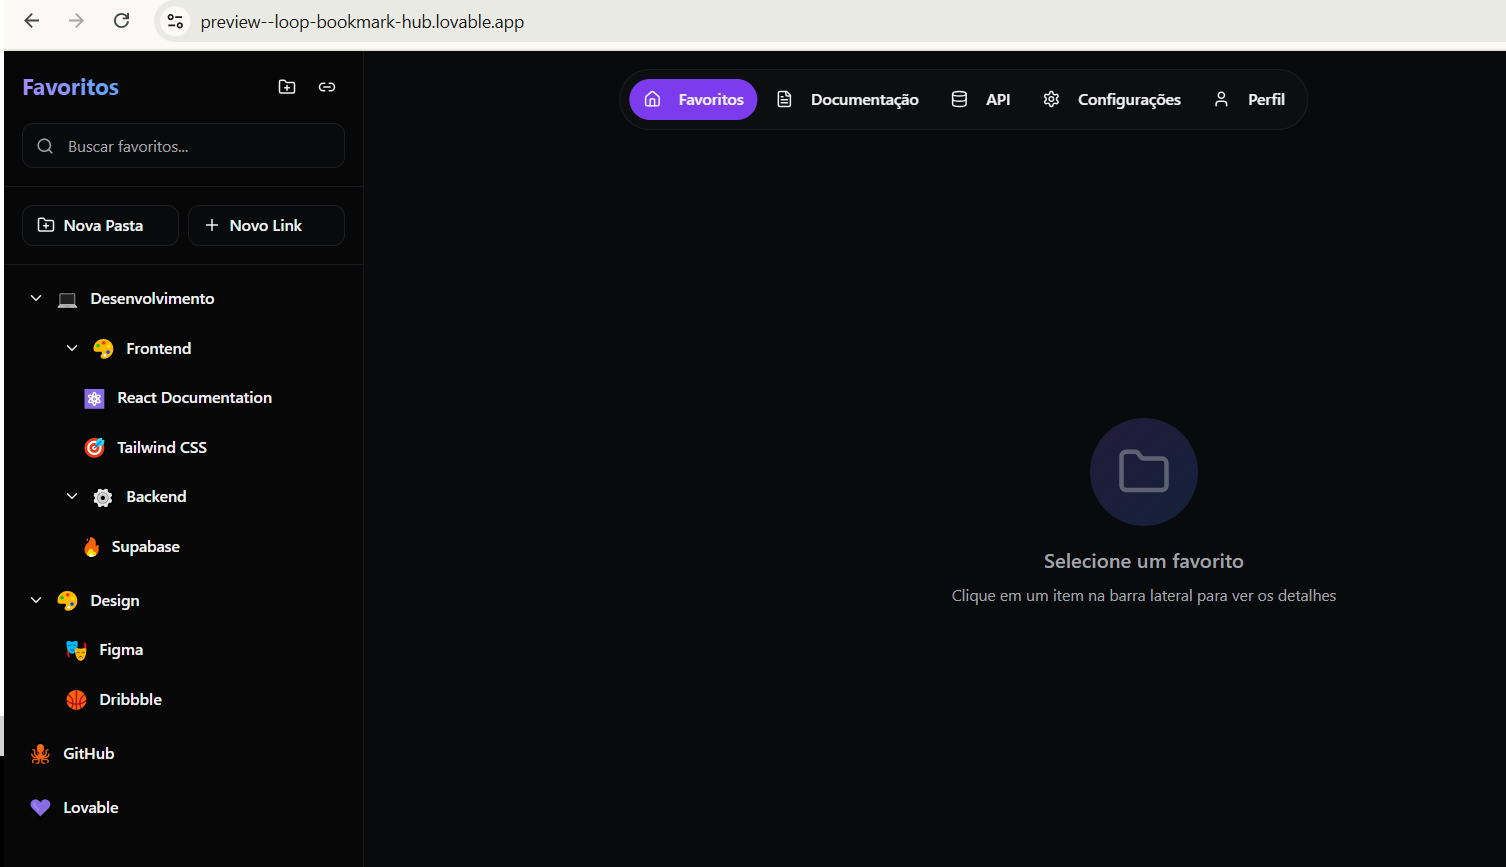 preview--loop-bookmark-hub.lovable.app
Favoritos
Buscar favoritos...
Nova Pasta
Novo Link
Desenvolvimento
Frontend
React Documentation
Tailwind CSS
Backend
Supabase
Design
Figma
Dribbble
GitHub
Lovable
Favoritos
Documentação
API
Configurações
Perfil
Selecione um favorito
Clique em um item na barra lateral para ver os detalhes